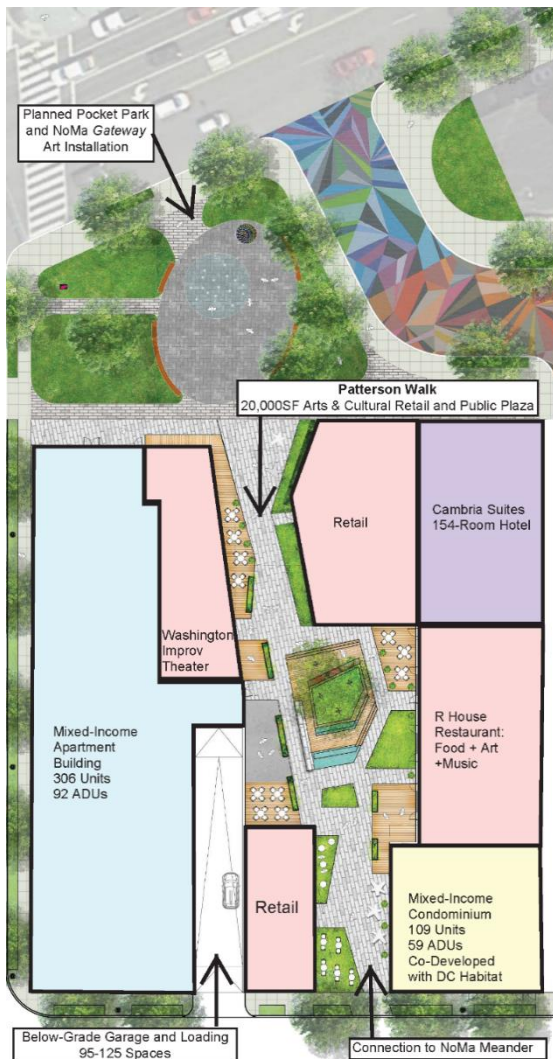 Planned Pocket Park
and NoMa Gateway
Art Installation
Patterson Walk
20,000SF Arts & Cultural Retail and Public Plaza
Retail
Cambria Suites
154-Room Hotel
Washington
Improv
Theater
Mixed-Income
Apartment
Building
306 Units
92 ADUs
R House
Restaurant:
Food + Art
+Music
Retail
Mixed-Income
Condominium
109 Units
59 ADUs
Co-Developed
with DC Habitat
Below-Grade Garage and Loading
95-125 Spaces
Connection to NoMa Meander